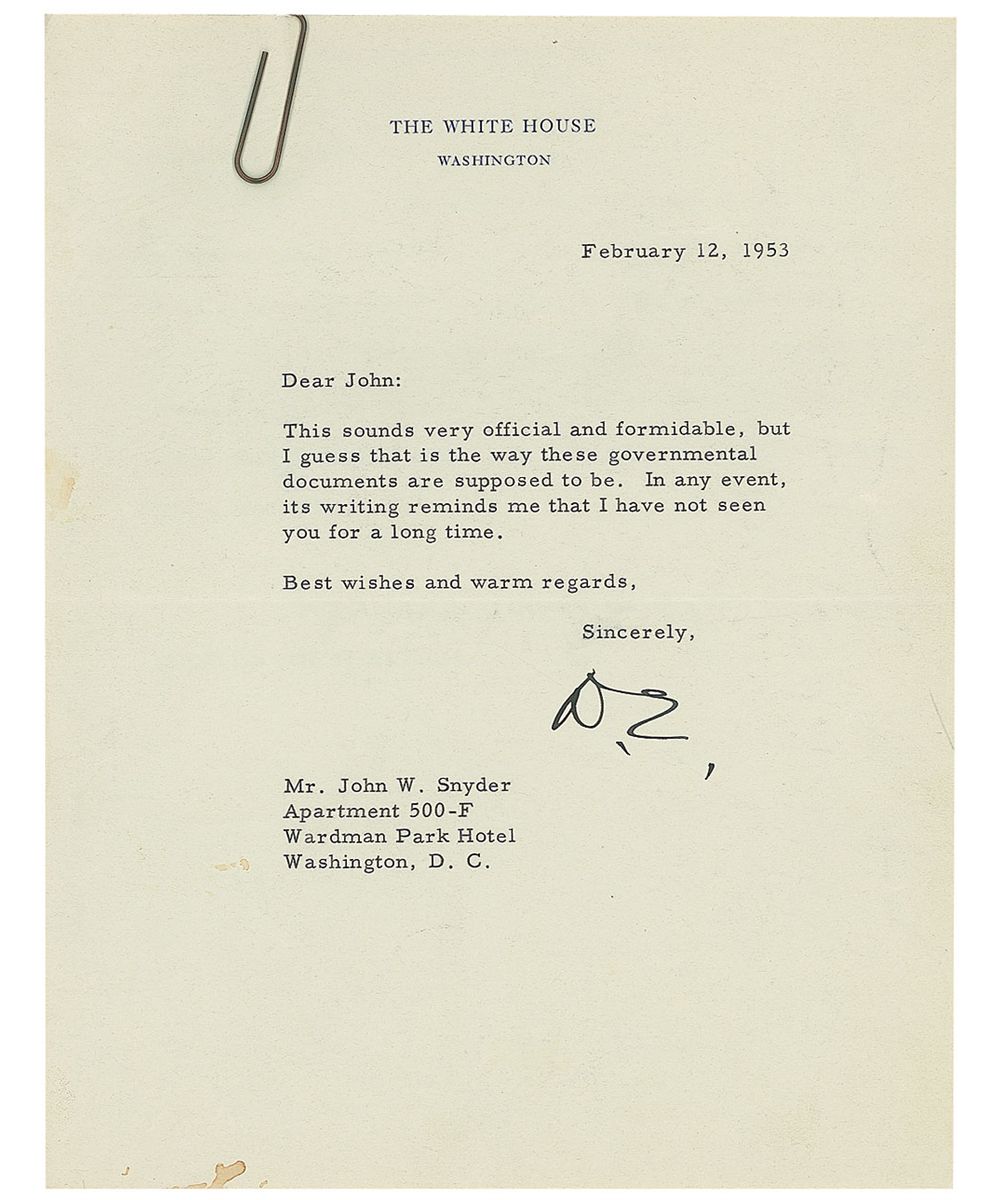 THE WHITE HOUSE
WASHINGTON
February 12, 1953
Dear John:
This sounds very official and formidable, but
I guess that is the way these governmental
documents are supposed to be. In any event,
its writing reminds me that I have not seen
you for a long time.
Best wishes and warm regards,
Sincerely,
D.E.
Mr. John W. Snyder
Apartment 500-F
Wardman Park Hotel
Washington, D. C.